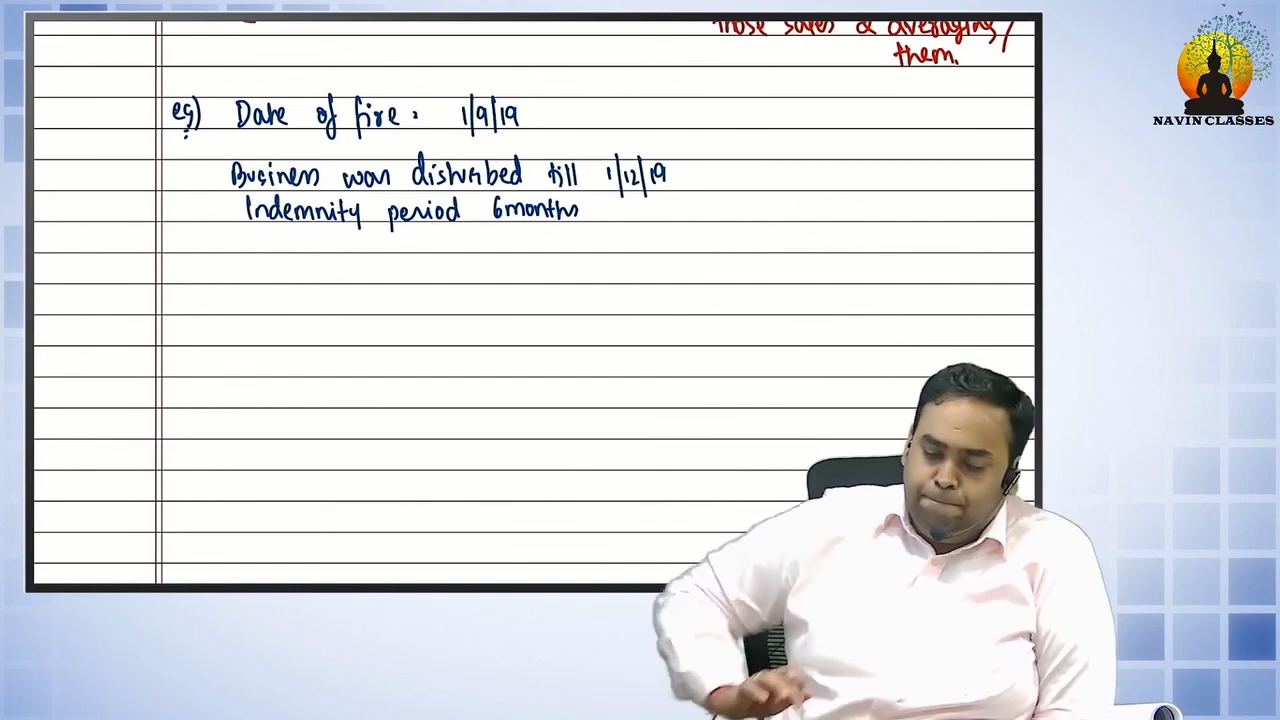 those sales & averaging/
them.
eg) Date of fire : 1/9/19
Business was disturbed till 1/12/19
Indemnity period 6months
NAVIN CLASSES